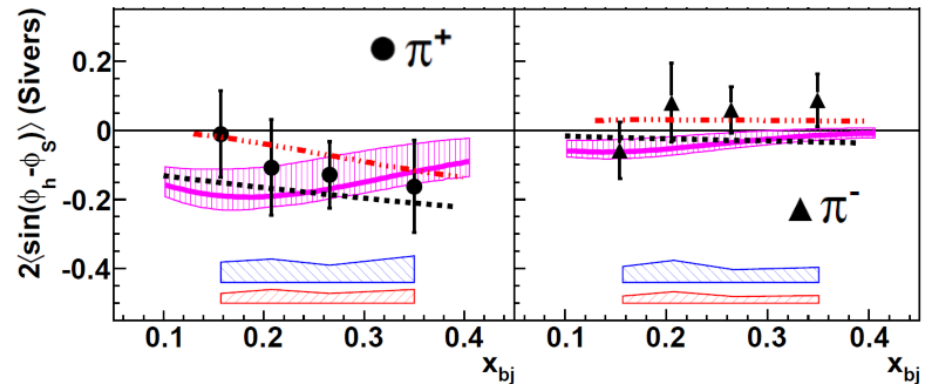 2⟨sin(ϕh-ϕS)⟩ (Sivers)
0.2
0
-0.2
-0.4
π+
π-
0.1 0.2 0.3 0.4 0.1 0.2 0.3 0.4
xbj xbj